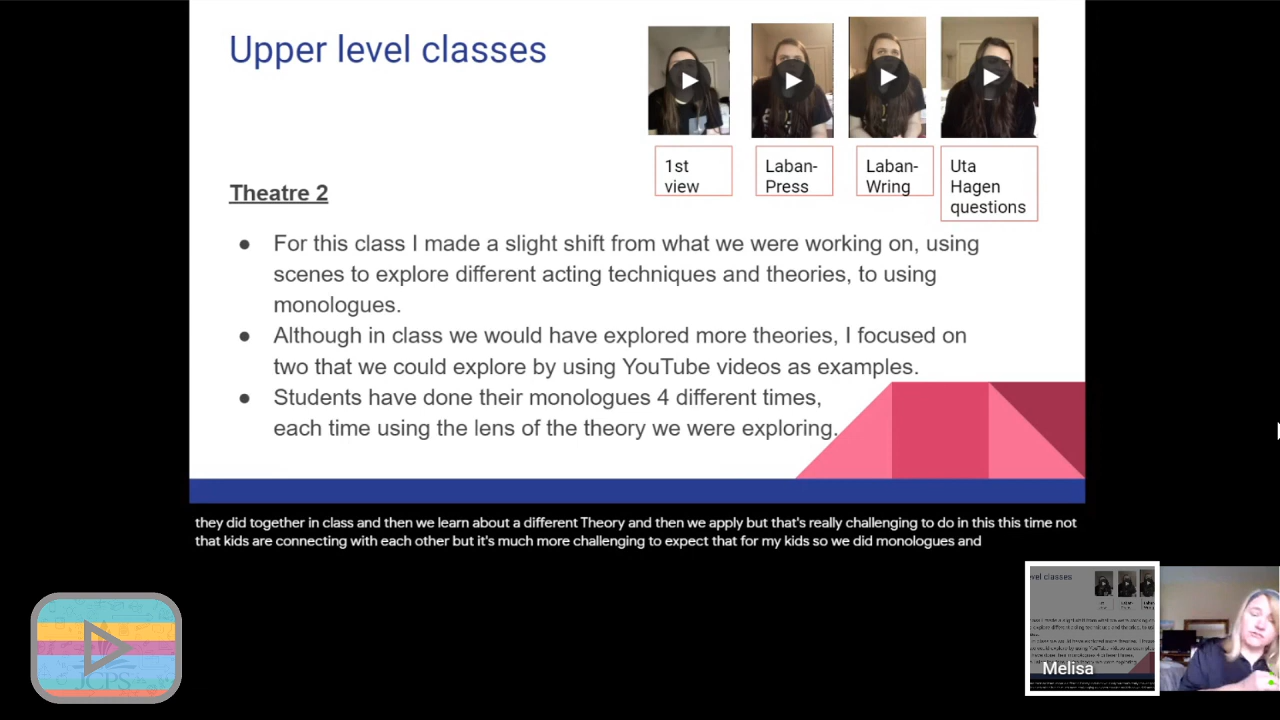 Upper level classes
1st
view
Laban-
Press
Laban-
Wring
Uta
Hagen
questions
Theatre 2
● For this class I made a slight shift from what we were working on, using
scenes to explore different acting techniques and theories, to using
monologues.
● Although in class we would have explored more theories, I focused on
two that we could explore by using YouTube videos as examples.
● Students have done their monologues 4 different times,
each time using the lens of the theory we were exploring.
they did together in class and then we learn about a different Theory and then we apply but that's really challenging to do in this this time not
that kids are connecting with each other but it's much more challenging to expect that for my kids so we did monologues and
vel classes
Melisa
JCPS